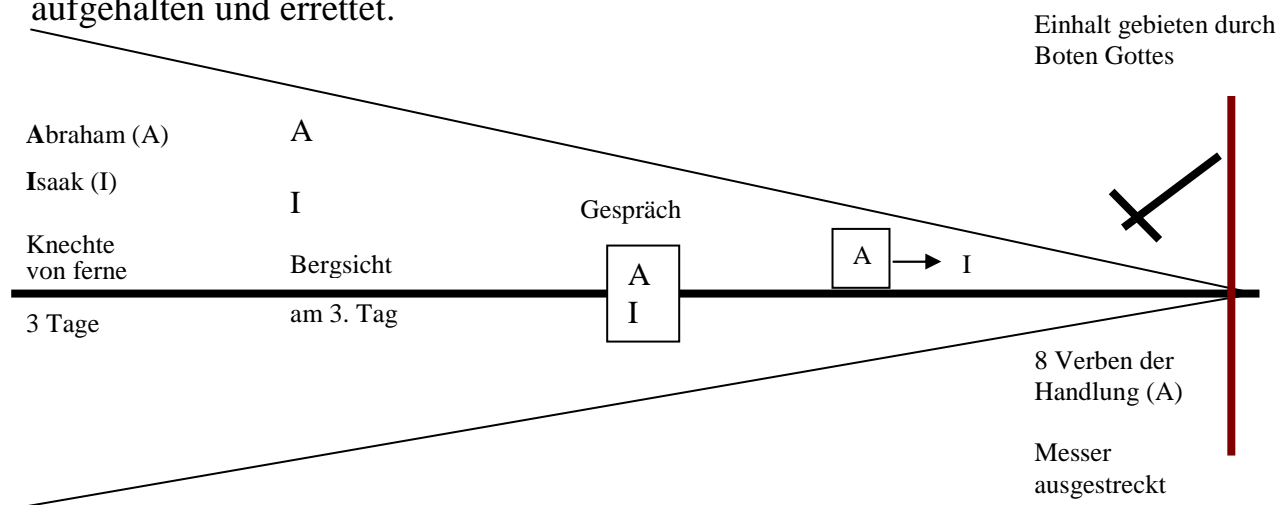 aufgehalten und errettet.
Einhalt gebieten durch
Boten Gottes
Abraham (A)
A
Isaak (I)
I
Gespräch
Knechte
von ferne
Bergsicht
A
I
A
I
3 Tage
am 3. Tag
8 Verben der
Handlung (A)
Messer
ausgestreckt